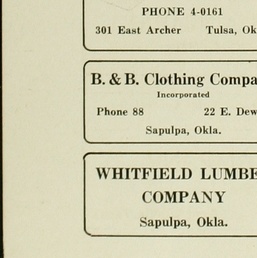 PHONE 4-0161
301 East Archer Tulsa, Ok
B. & B. Clothing Compa
Incorporated
Phone 88 22 E. Dew
Sapulpa, Okla.
WHITFIELD LUMBE
COMPANY
Sapulpa, Okla.